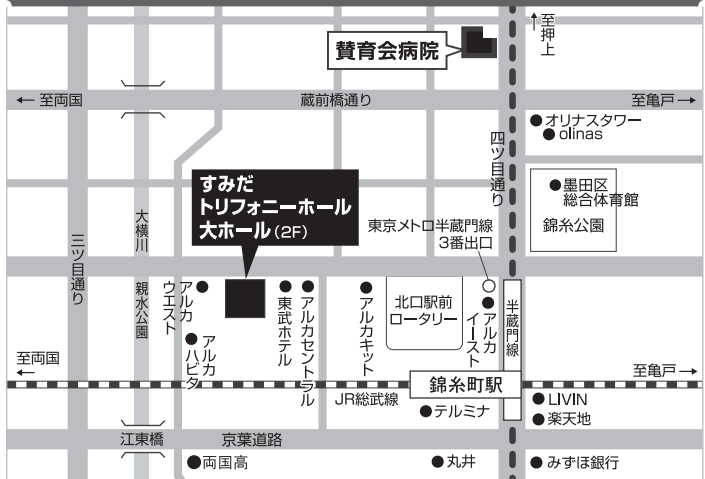 ↑至押上
賛育会病院
← 至両国
蔵前橋通り
至亀戸 →
オリナスタワー
olinas
四ツ目通り
すみだ
トリフォニーホール
大ホール(2F)
墨田区
総合体育館
錦糸公園
大横川
親水公園
三ツ目通り
東京メトロ半蔵門線
3番出口
アルカ
ウエスト
アルカ
ハビタ
東武ホテル
アルカセントラル
アルカキット
北口駅前
ロータリー
アルカ
イースト
半蔵門線
至両国
←
至亀戸
→
錦糸町駅
JR総武線
テルミナ
LIVIN
楽天地
江東橋
京葉道路
両国高
丸井
みずほ銀行